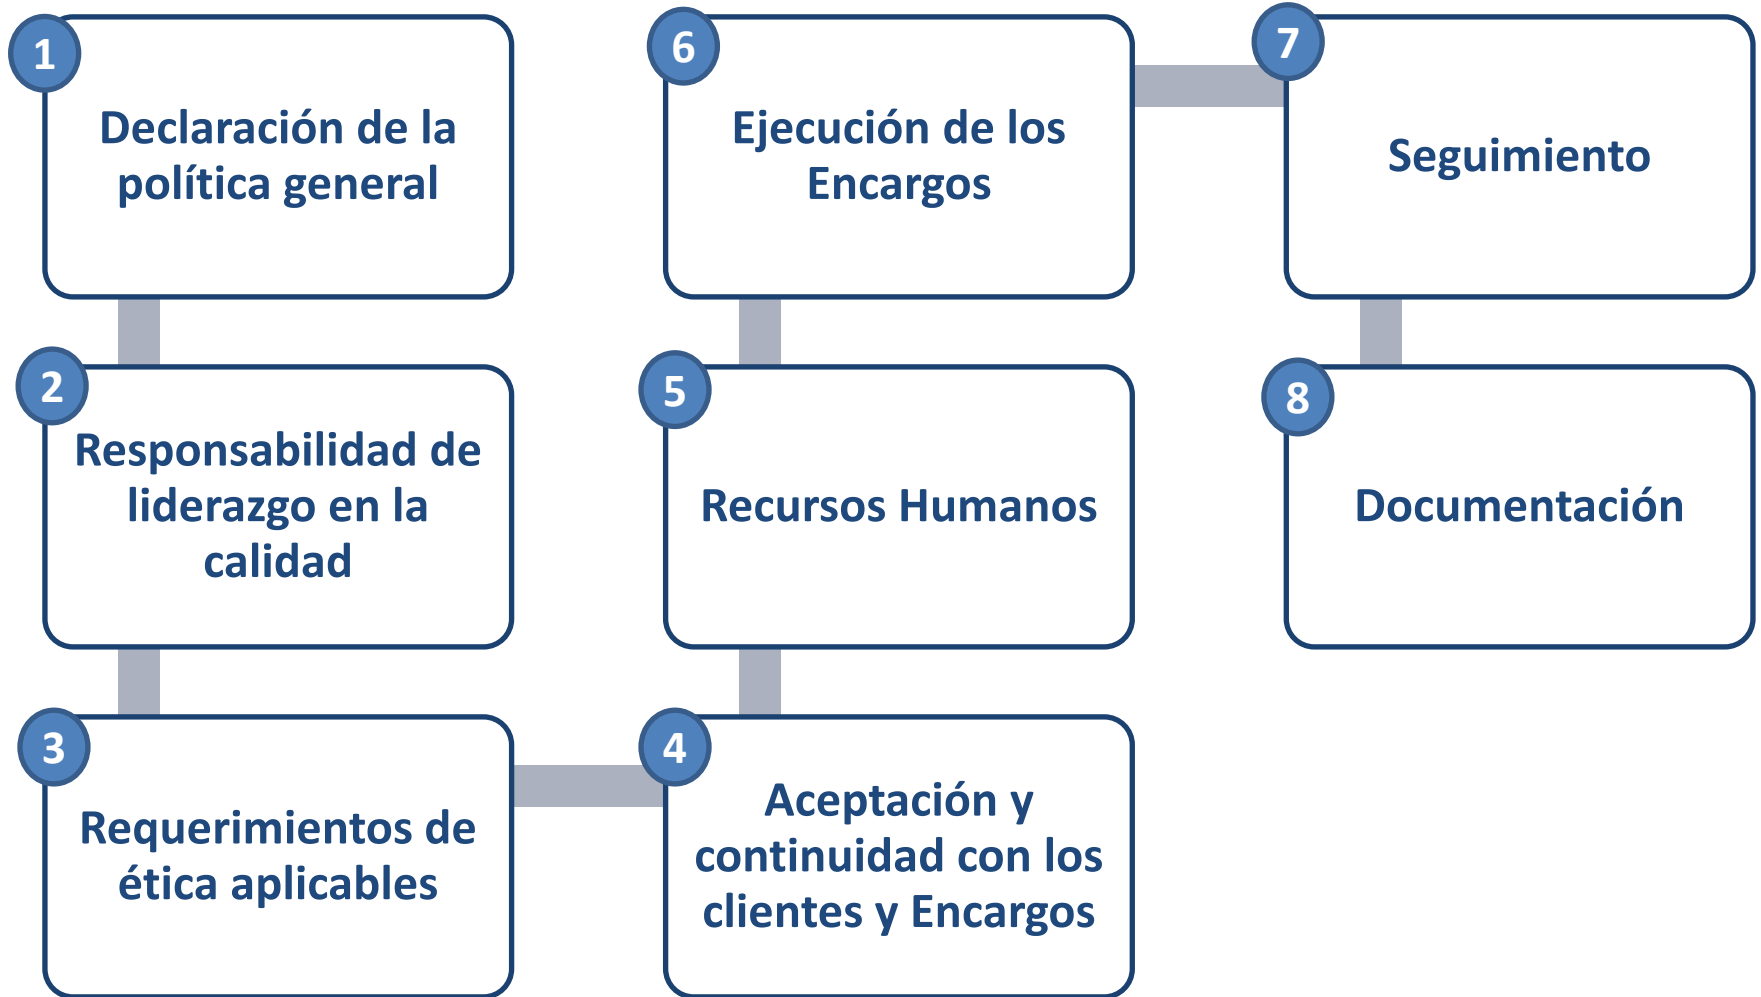 1
Declaración de la
política general
2
Responsabilidad de
liderazgo en la
calidad
3
Requerimientos de
ética aplicables
4
Aceptación y
continuidad con los
clientes y Encargos
5
Recursos Humanos
6
Ejecución de los
Encargos
7
Seguimiento
8
Documentación